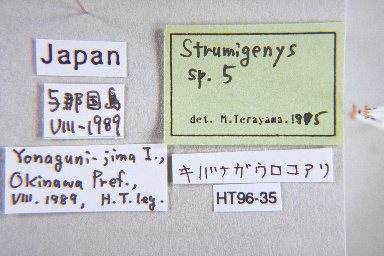 Japan
Strumigenys
sp. 5
det. M.Terayama.1995
与那国島
VIII-1989
Yonaguni-jima I.,
Okinawa Pref.,
VIII. 1989, H.T. leg.
キバナガウロコアリ
HT96-35